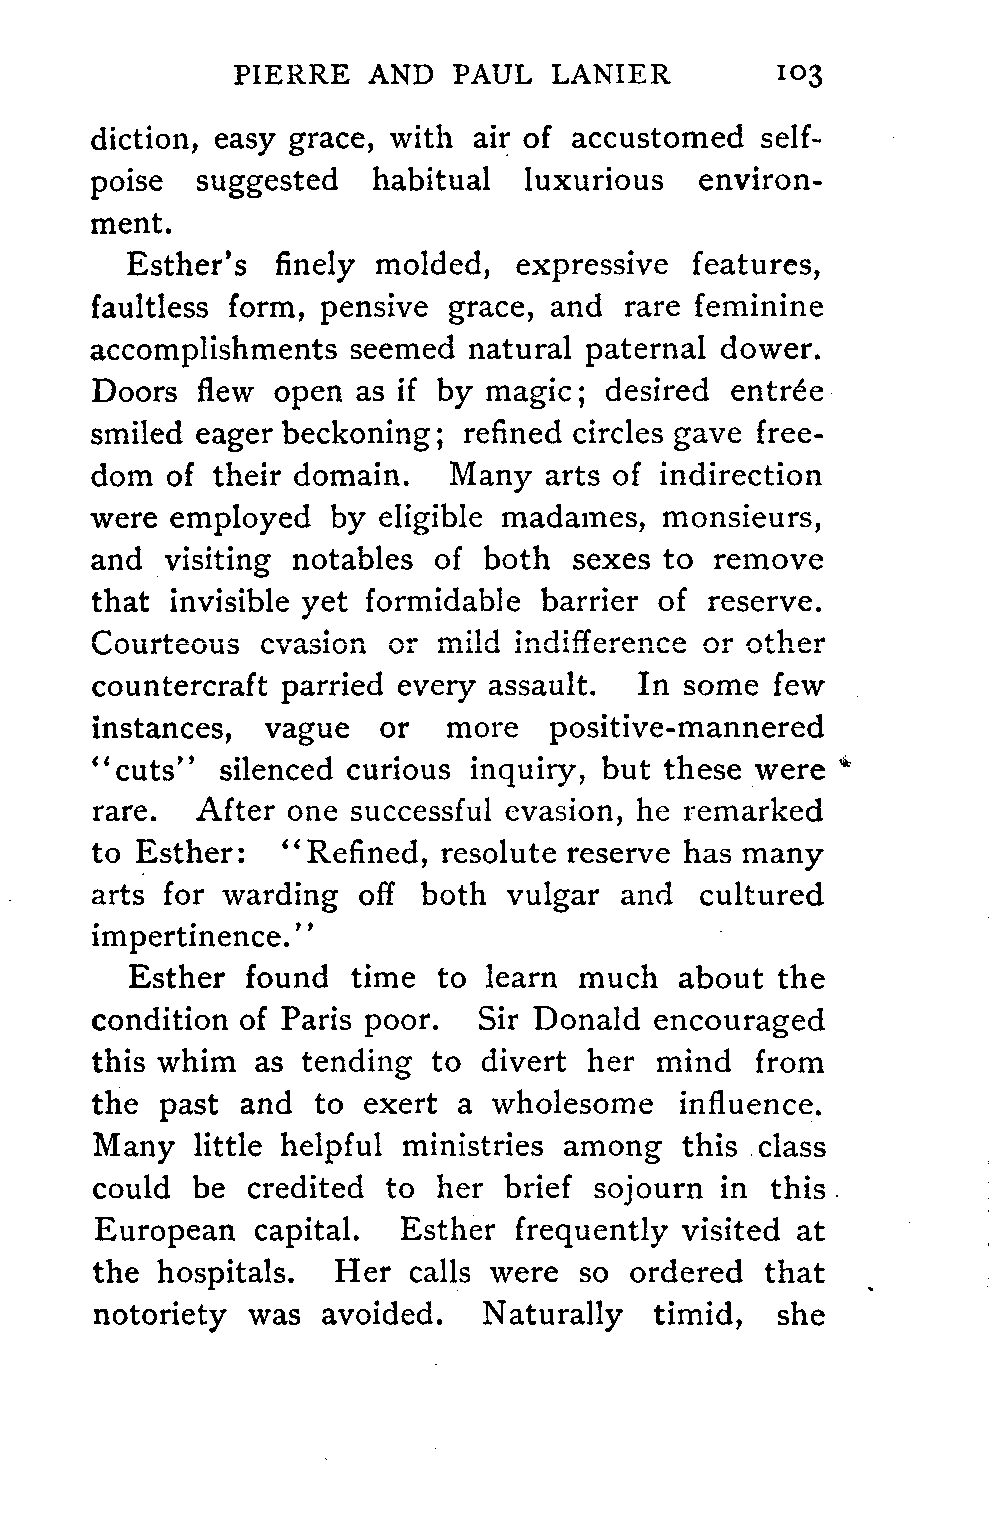 PIERRE AND PAUL LANIER 103
diction, easy grace, with air of accustomed self-
poise suggested habitual luxurious environ-
ment.
Esther's finely molded, expressive features,
faultless form, pensive grace, and rare feminine
accomplishments seemed natural paternal dower.
Doors flew open as if by magic; desired entrée
smiled eager beckoning; refined circles gave free-
dom of their domain. Many arts of indirection
were employed by eligible madames, monsieurs,
and visiting notables of both sexes to remove
that invisible yet formidable barrier of reserve.
Courteous evasion or mild indifference or other
countercraft parried every assault. In some few
instances, vague or more positive-mannered
"cuts" silenced curious inquiry, but these were
rare. After one successful evasion, he remarked
to Esther: "Refined, resolute reserve has many
arts for warding off both vulgar and cultured
impertinence."
Esther found time to learn much about the
condition of Paris poor. Sir Donald encouraged
this whim as tending to divert her mind from
the past and to exert a wholesome influence.
Many little helpful ministries among this class
could be credited to her brief sojourn in this
European capital. Esther frequently visited at
the hospitals. Her calls were so ordered that
notoriety was avoided. Naturally timid, she